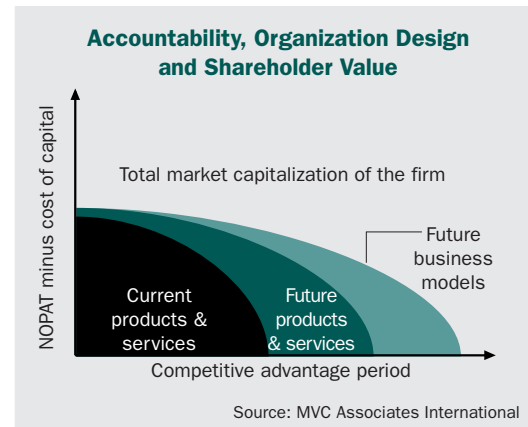 Accountability, Organization Design
and Shareholder Value
NOPAT minus cost of capital
Total market capitalization of the firm
Future
business
models
Current
products &
services
Future
products
& services
Competitive advantage period
Source: MVC Associates International